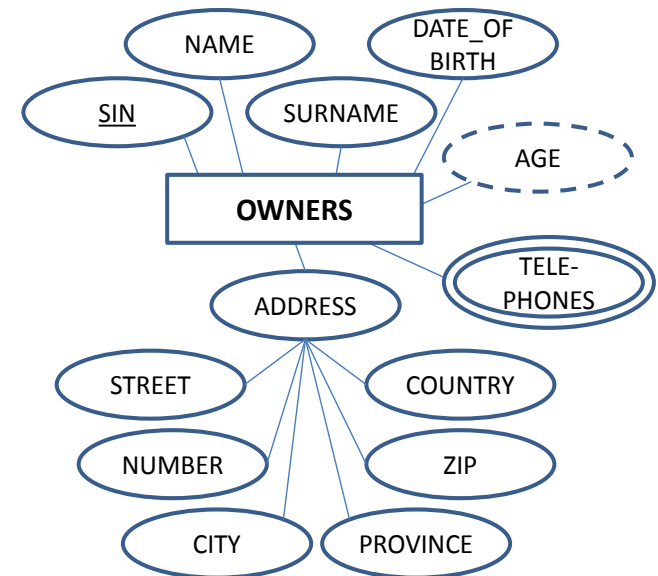 NAME
DATE_OF
BIRTH
SIN
SURNAME
AGE
OWNERS
TELE-
PHONES
ADDRESS
STREET
COUNTRY
NUMBER
ZIP
CITY
PROVINCE